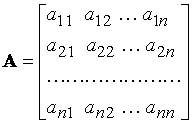 a₁₁ a₁₂ … a₁ₙ
a₂₁ a₂₂ … a₂ₙ
A = …………………
aₙ₁ aₙ₂ … aₙₙ